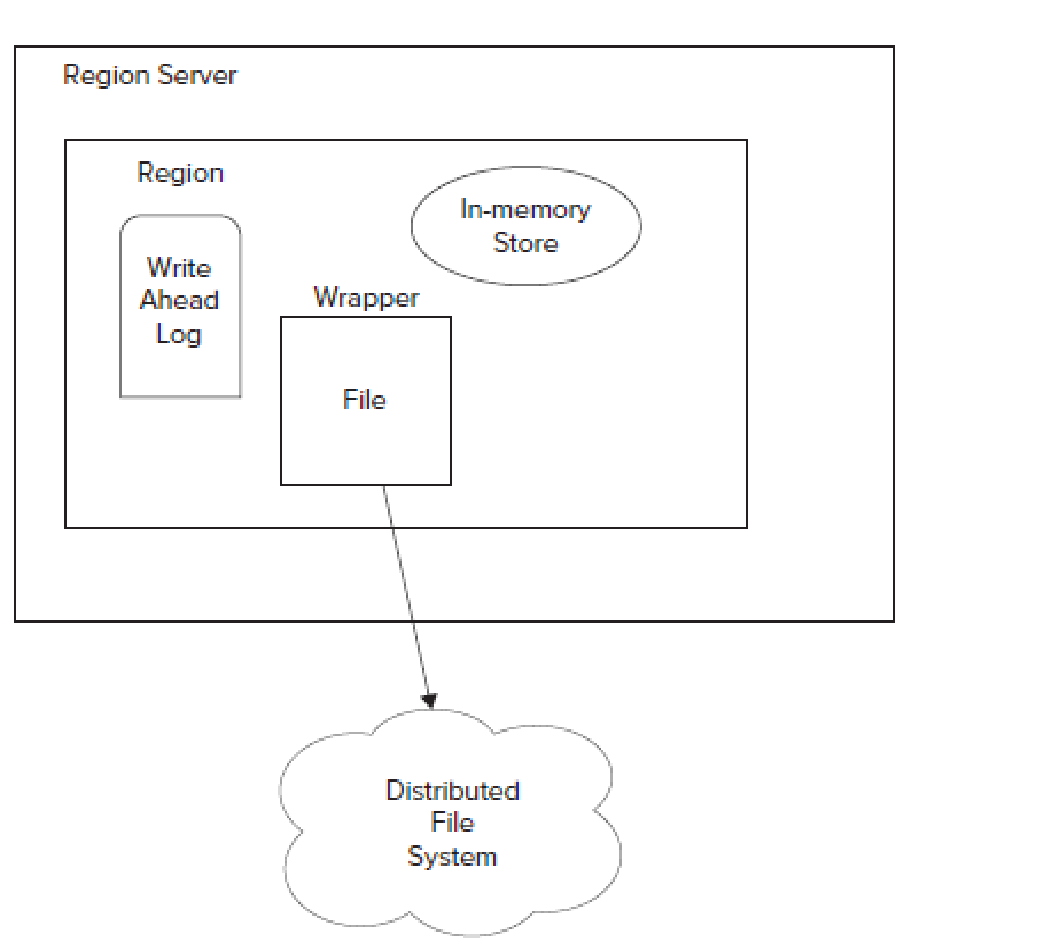 Region Server
Region
In-memory
Store
Write
Ahead
Log
Wrapper
File
Distributed
File
System